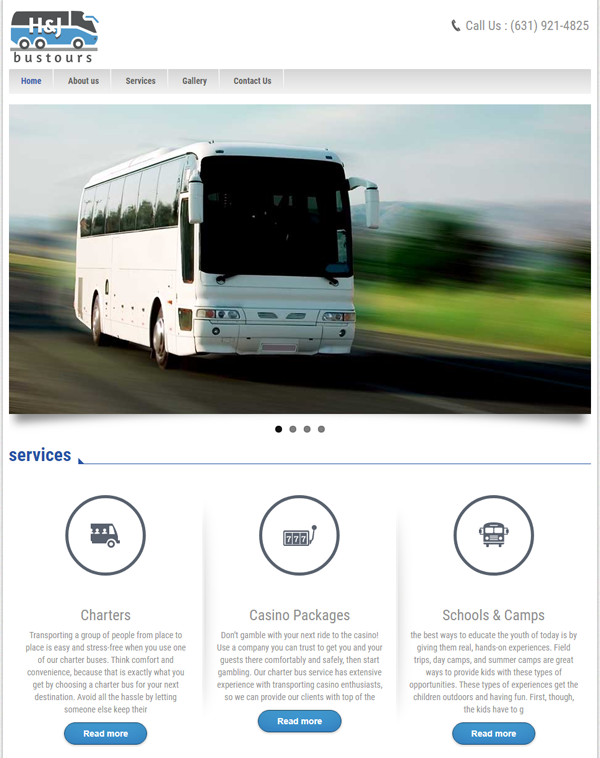 H&J
bustours
Call Us : (631) 921-4825
Home About us Services Gallery Contact Us
services
777
Charters
Transporting a group of people from place to
place is easy and stress-free when you use one
of our charter buses. Think comfort and
convenience, because that is exactly what you
get by choosing a charter bus for your next
destination. Avoid all the hassle by letting
someone else keep their
Read more
Casino Packages
Don't gamble with your next ride to the casino!
Use a company you can trust to get you and your
guests there comfortably and safely, then start
gambling. Our charter bus service has extensive
experience with transporting casino enthusiasts,
so we can provide our clients with top of the
Read more
Schools & Camps
the best ways to educate the youth of today is by
giving them real, hands-on experiences. Field
trips, day camps, and summer camps are great
ways to provide kids with these types of
opportunities. These types of experiences get the
children outdoors and having fun. First, though,
the kids have to g
Read more